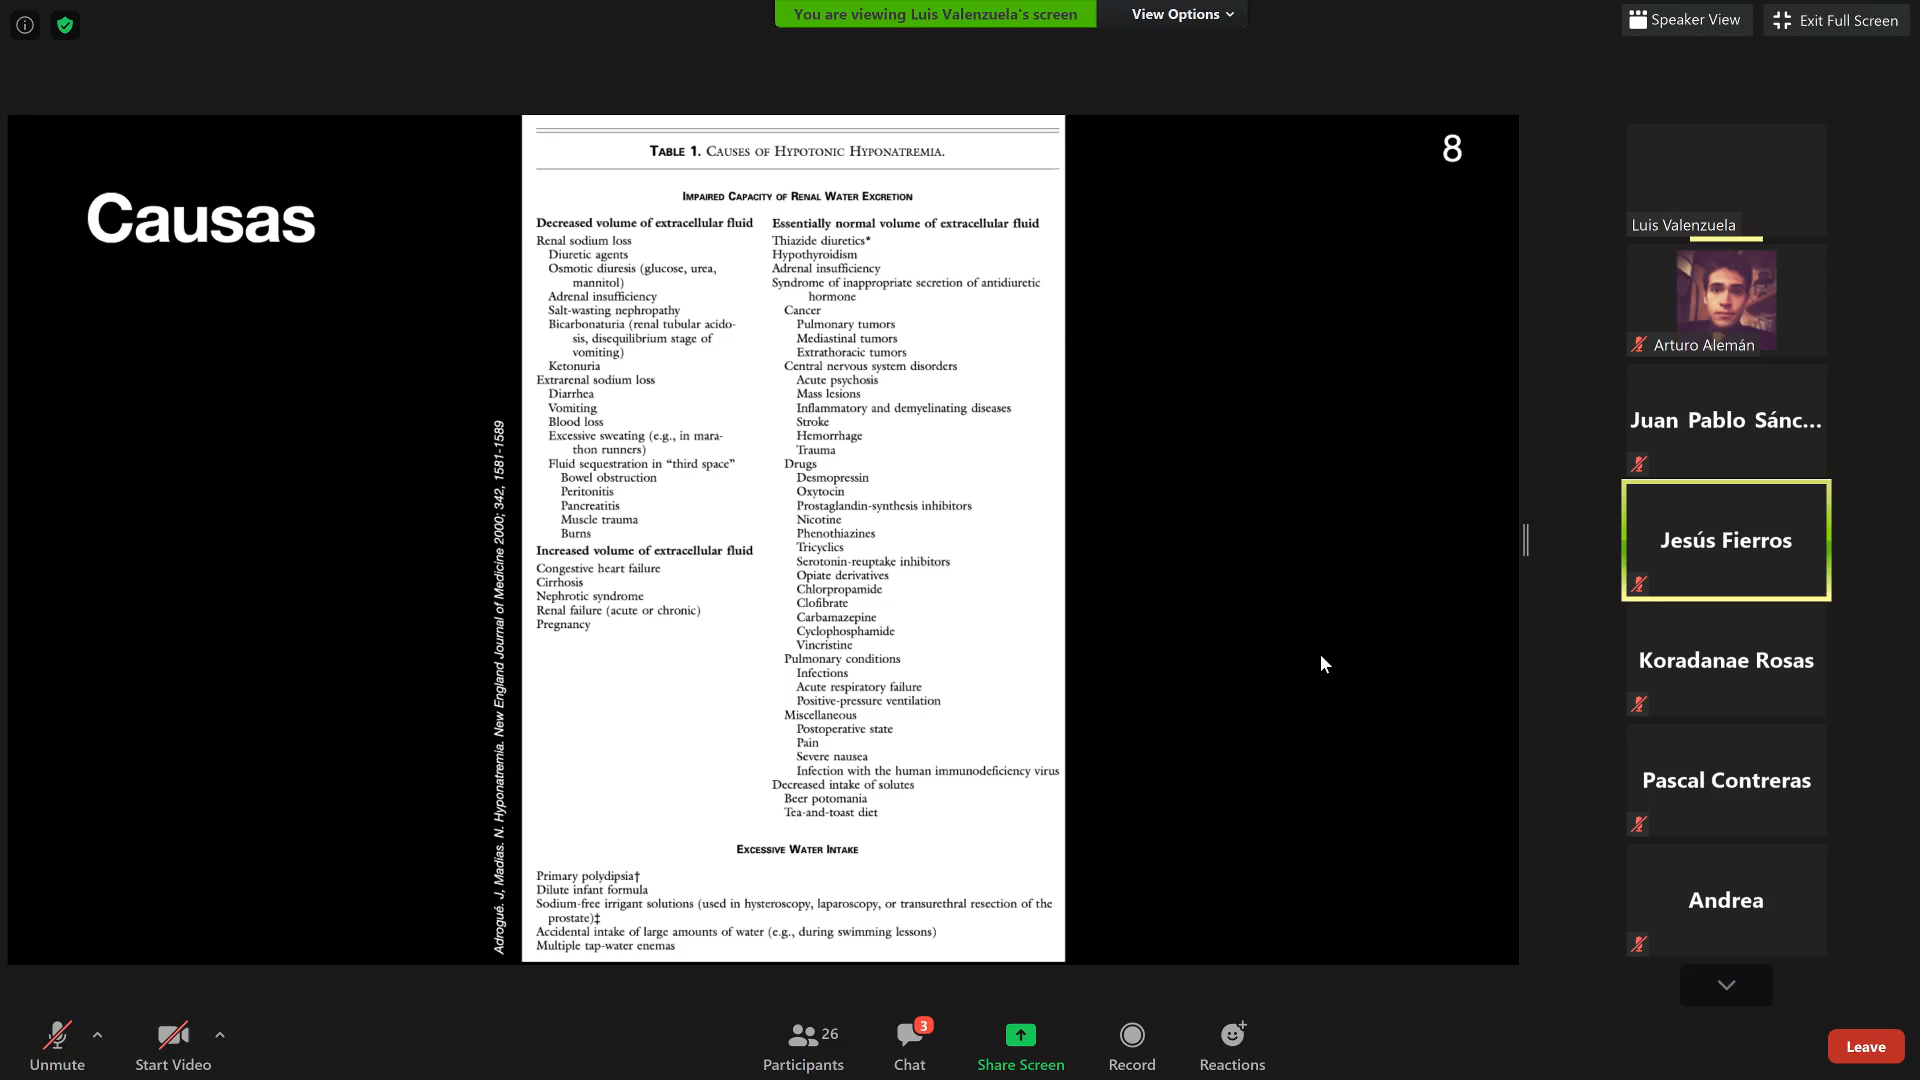 You are viewing Luis Valenzuela's screen
View Options
Speaker View
Exit Full Screen
Causas
8
Adrogué. J, Madias. N. Hyponatremia. New England Journal of Medicine 2000; 342, 1581-1589
TABLE 1. CAUSES OF HYPOTONIC HYPONATREMIA.
IMPAIRED CAPACITY OF RENAL WATER EXCRETION
Decreased volume of extracellular fluid
Renal sodium loss
Diuretic agents
Osmotic diuresis (glucose, urea,
mannitol)
Adrenal insufficiency
Salt-wasting nephropathy
Bicarbonaturia (renal tubular acido-
sis, disequilibrium stage of
vomiting)
Ketonuria
Extrarenal sodium loss
Diarrhea
Vomiting
Blood loss
Excessive sweating (e.g., in mara-
thon runners)
Fluid sequestration in “third space”
Bowel obstruction
Peritonitis
Pancreatitis
Muscle trauma
Burns
Increased volume of extracellular fluid
Congestive heart failure
Cirrhosis
Nephrotic syndrome
Renal failure (acute or chronic)
Pregnancy
Essentially normal volume of extracellular fluid
Thiazide diuretics*
Hypothyroidism
Adrenal insufficiency
Syndrome of inappropriate secretion of antidiuretic
hormone
Cancer
Pulmonary tumors
Mediastinal tumors
Extrathoracic tumors
Central nervous system disorders
Acute psychosis
Mass lesions
Inflammatory and demyelinating diseases
Stroke
Hemorrhage
Trauma
Drugs
Desmopressin
Oxytocin
Prostaglandin-synthesis inhibitors
Nicotine
Phenothiazines
Tricyclics
Serotonin-reuptake inhibitors
Opiate derivatives
Chlorpropamide
Clofibrate
Carbamazepine
Cyclophosphamide
Vincristine
Pulmonary conditions
Infections
Acute respiratory failure
Positive-pressure ventilation
Miscellaneous
Postoperative state
Pain
Severe nausea
Infection with the human immunodeficiency virus
Decreased intake of solutes
Beer potomania
Tea-and-toast diet
EXCESSIVE WATER INTAKE
Primary polydipsia†
Dilute infant formula
Sodium-free irrigant solutions (used in hysteroscopy, laparoscopy, or transurethral resection of the
prostate)‡
Accidental intake of large amounts of water (e.g., during swimming lessons)
Multiple tap-water enemas
Luis Valenzuela
Arturo Alemán
Juan Pablo Sánc...
Jesús Fierros
Koradanae Rosas
Pascal Contreras
Andrea
Unmute
Start Video
26
Participants
3
Chat
Share Screen
Record
Reactions
Leave